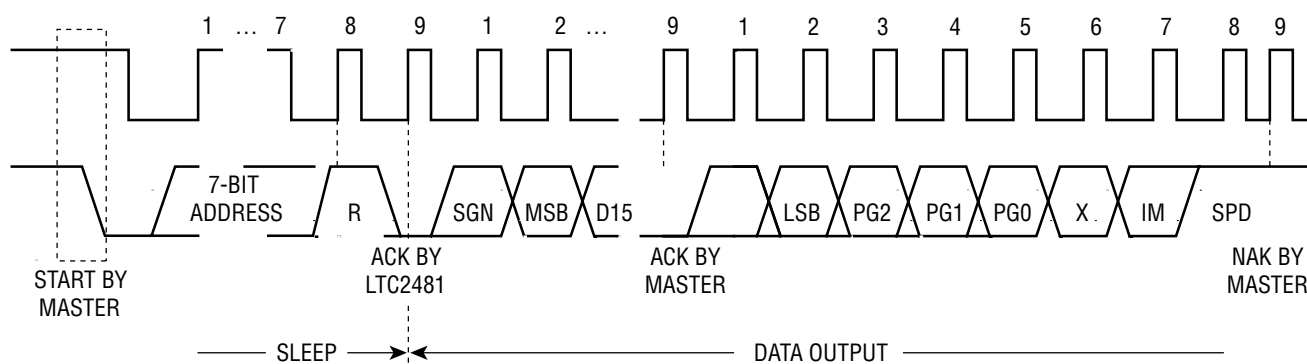 1 … 7 8 9 1 2 … 9 1 2 3 4 5 6 7 8 9
7-BIT
ADDRESS
R SGN MSB D15 LSB PG2 PG1 PG0 X IM SPD
START BY
MASTER
ACK BY
LTC2481
ACK BY
MASTER
NAK BY
MASTER
SLEEP DATA OUTPUT